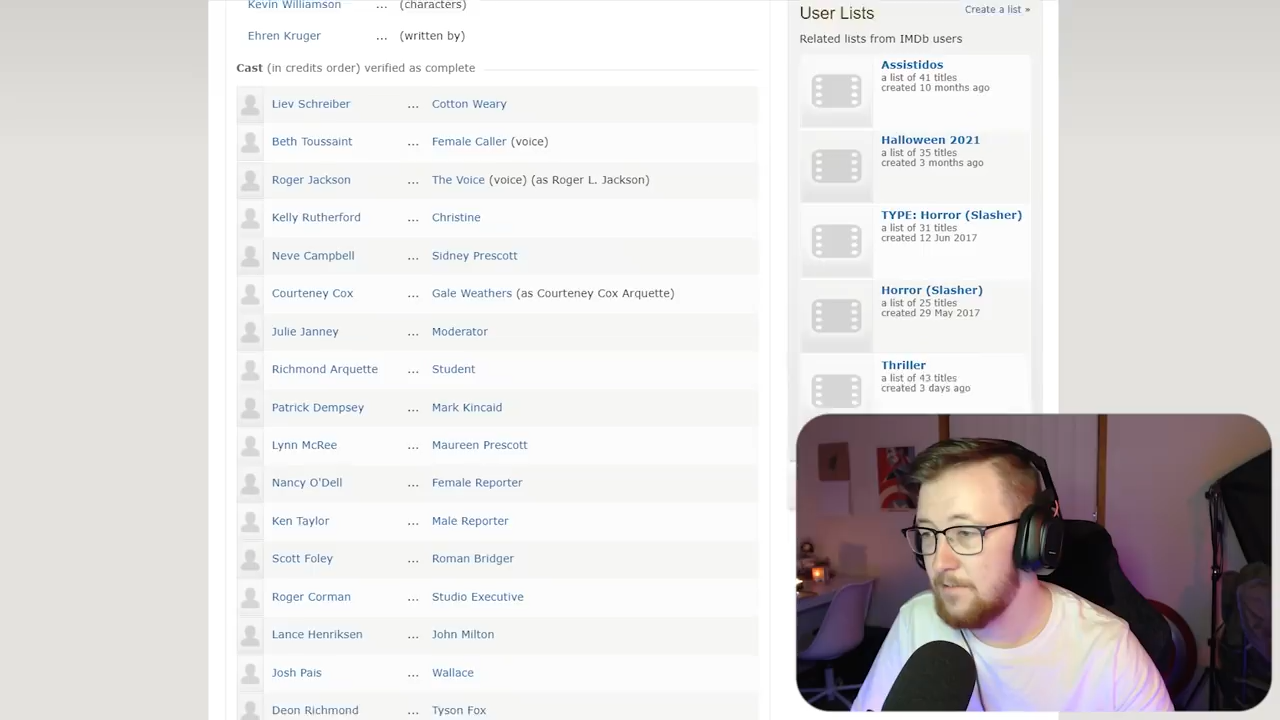 Kevin Williamson ... (characters)
Ehren Kruger ... (written by)
Cast (in credits order) verified as complete
Liev Schreiber ... Cotton Weary
Beth Toussaint ... Female Caller (voice)
Roger Jackson ... The Voice (voice) (as Roger L. Jackson)
Kelly Rutherford ... Christine
Neve Campbell ... Sidney Prescott
Courteney Cox ... Gale Weathers (as Courteney Cox Arquette)
Julie Janney ... Moderator
Richmond Arquette ... Student
Patrick Dempsey ... Mark Kincaid
Lynn McRee ... Maureen Prescott
Nancy O'Dell ... Female Reporter
Ken Taylor ... Male Reporter
Scott Foley ... Roman Bridger
Roger Corman ... Studio Executive
Lance Henriksen ... John Milton
Josh Pais ... Wallace
Deon Richmond ... Tyson Fox
User Lists
Create a list »
Related lists from IMDb users
Assistidos
a list of 41 titles
created 10 months ago
Halloween 2021
a list of 35 titles
created 3 months ago
TYPE: Horror (Slasher)
a list of 31 titles
created 12 Jun 2017
Horror (Slasher)
a list of 25 titles
created 29 May 2017
Thriller
a list of 43 titles
created 3 days ago